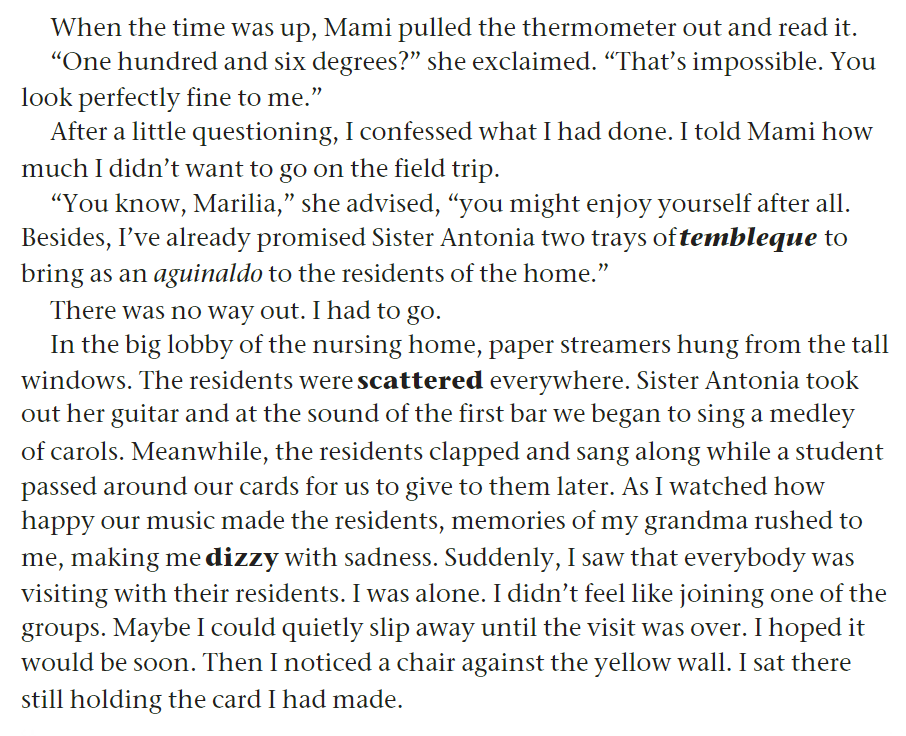 When the time was up, Mami pulled the thermometer out and read it.
“One hundred and six degrees?” she exclaimed. “That’s impossible. You
look perfectly fine to me.”
After a little questioning, I confessed what I had done. I told Mami how
much I didn’t want to go on the field trip.
“You know, Marilia,” she advised, “you might enjoy yourself after all.
Besides, I’ve already promised Sister Antonia two trays of tembleque to
bring as an aguinaldo to the residents of the home.”
There was no way out. I had to go.
In the big lobby of the nursing home, paper streamers hung from the tall
windows. The residents were scattered everywhere. Sister Antonia took
out her guitar and at the sound of the first bar we began to sing a medley
of carols. Meanwhile, the residents clapped and sang along while a student
passed around our cards for us to give to them later. As I watched how
happy our music made the residents, memories of my grandma rushed to
me, making me dizzy with sadness. Suddenly, I saw that everybody was
visiting with their residents. I was alone. I didn’t feel like joining one of the
groups. Maybe I could quietly slip away until the visit was over. I hoped it
would be soon. Then I noticed a chair against the yellow wall. I sat there
still holding the card I had made.